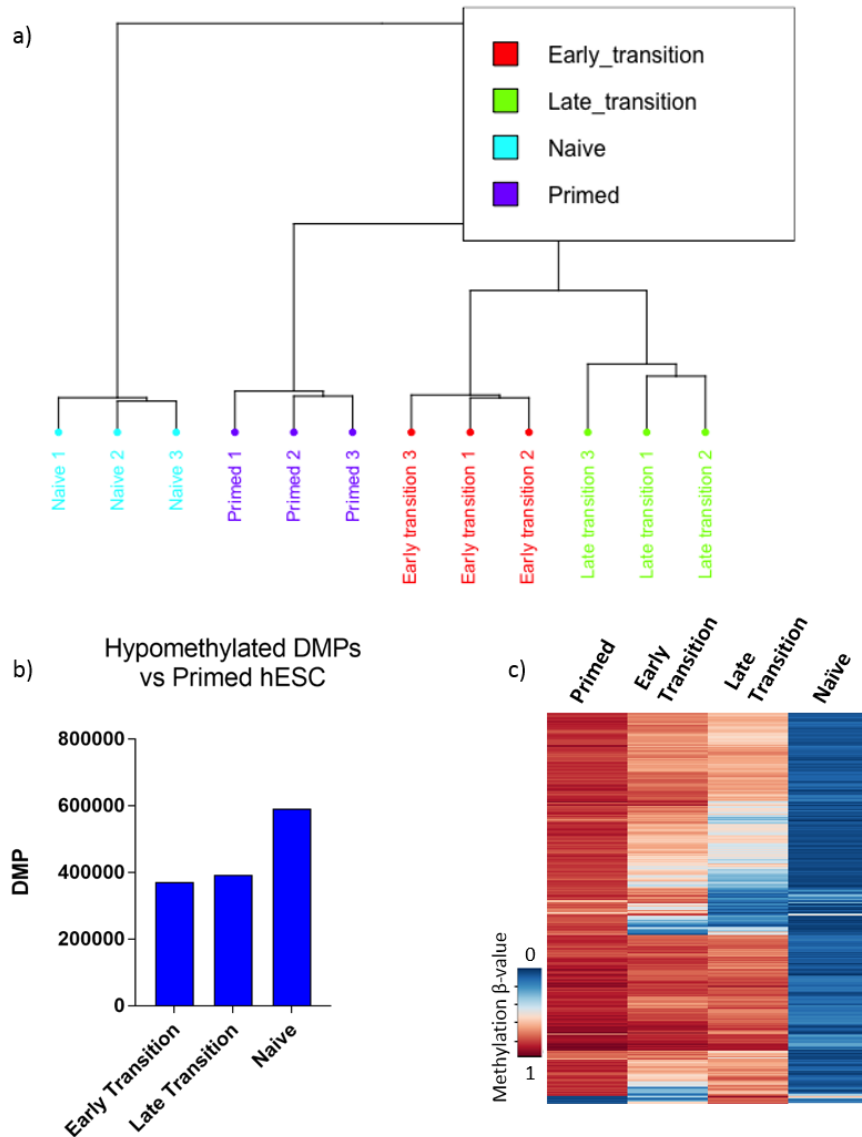 a)
Early_transition
Late_transition
Naive
Primed
Naive 1
Naive 2
Naive 3
Primed 1
Primed 2
Primed 3
Early transition 3
Early transition 1
Early transition 2
Late transition 3
Late transition 1
Late transition 2
b)
Hypomethylated DMPs
vs Primed hESC
800000
600000
400000
200000
0
DMP
Early Transition
Late Transition
Naive
c)
Primed
Early
Transition
Late
Transition
Naïve
Methylation β-value
0
1